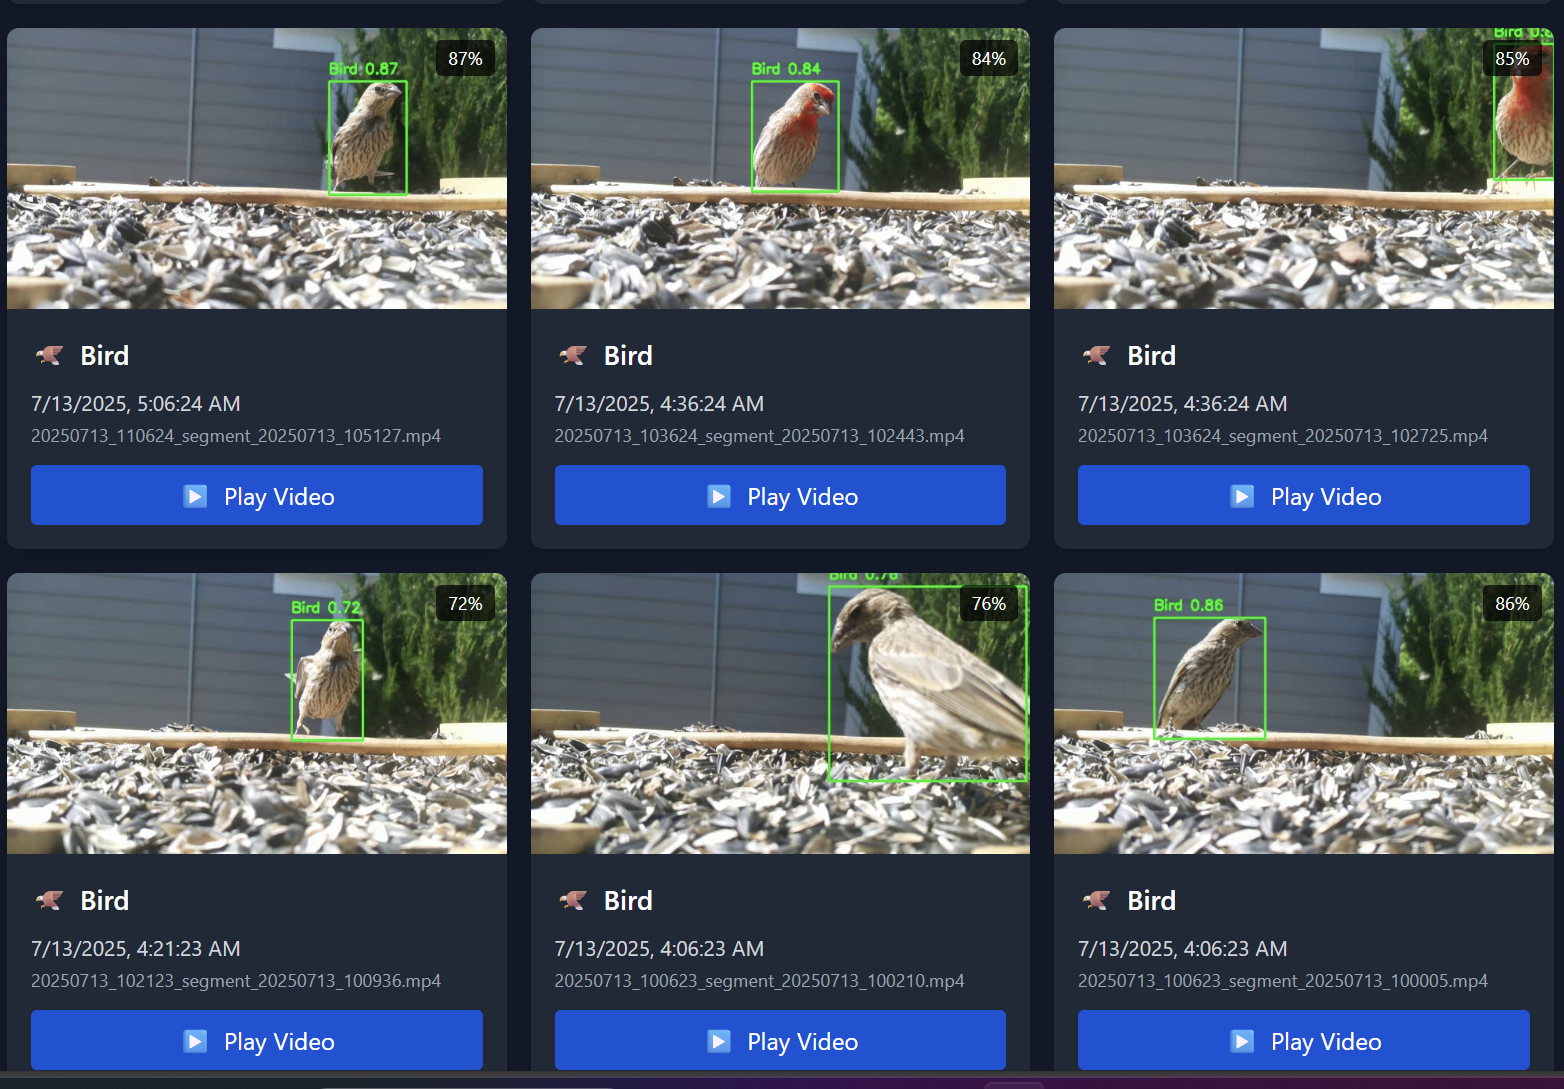 Bird 0.87
87%
Bird
7/13/2025, 5:06:24 AM
20250713_110624_segment_20250713_105127.mp4
Play Video
Bird 0.84
84%
Bird
7/13/2025, 4:36:24 AM
20250713_103624_segment_20250713_102443.mp4
Play Video
Bird
85%
Bird
7/13/2025, 4:36:24 AM
20250713_103624_segment_20250713_102725.mp4
Play Video
Bird 0.72
72%
Bird
7/13/2025, 4:21:23 AM
20250713_102123_segment_20250713_100936.mp4
Play Video
Bird 0.76
76%
Bird
7/13/2025, 4:06:23 AM
20250713_100623_segment_20250713_100210.mp4
Play Video
Bird 0.86
86%
Bird
7/13/2025, 4:06:23 AM
20250713_100623_segment_20250713_100005.mp4
Play Video